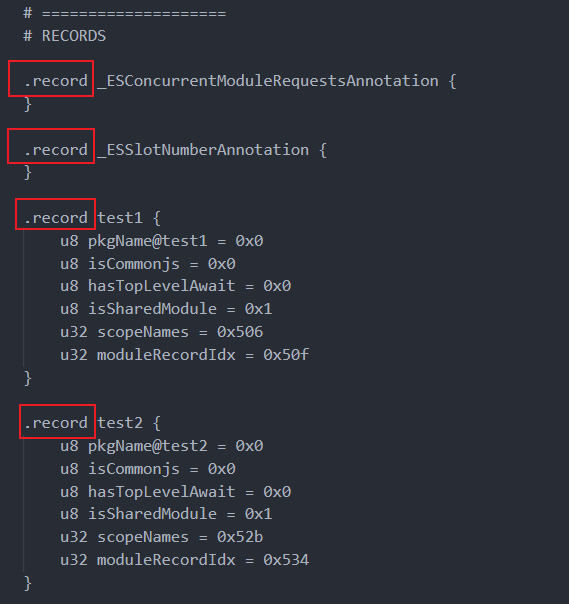 # ====================
# RECORDS
.record _ESConcurrentModuleRequestsAnnotation {
}
.record _ESSlotNumberAnnotation {
}
.record test1 {
u8 pkgName@test1 = 0x0
u8 isCommonjs = 0x0
u8 hasTopLevelAwait = 0x0
u8 isSharedModule = 0x1
u32 scopeNames = 0x506
u32 moduleRecordIdx = 0x50f
}
.record test2 {
u8 pkgName@test2 = 0x0
u8 isCommonjs = 0x0
u8 hasTopLevelAwait = 0x0
u8 isSharedModule = 0x1
u32 scopeNames = 0x52b
u32 moduleRecordIdx = 0x534
}